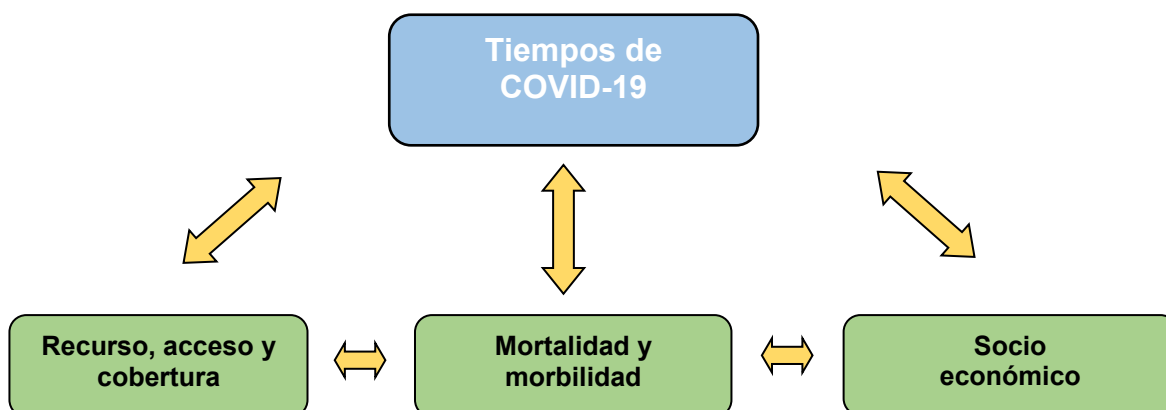 Tiempos de
COVID-19
Recurso, acceso y
cobertura
Mortalidad y
morbilidad
Socio
económico